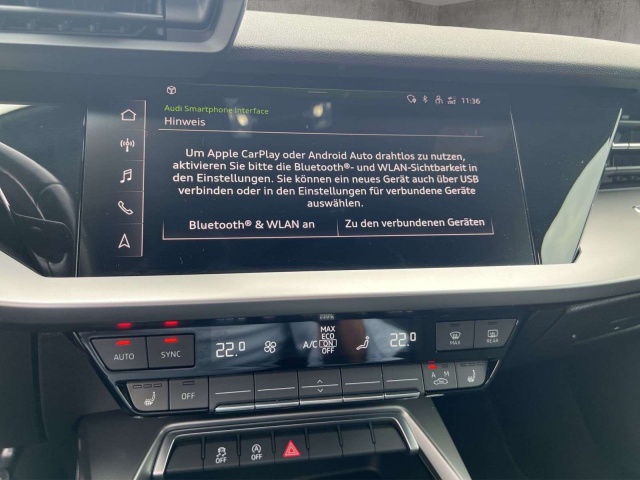 11:36
Audi Smartphone Interface
Hinweis
Um Apple CarPlay oder Android Auto drahtlos zu nutzen,
aktivieren Sie bitte die Bluetooth®- und WLAN-Sichtbarkeit in
den Einstellungen. Sie können ein neues Gerät auch über USB
verbinden oder in den Einstellungen für verbundene Geräte
auswählen.
Bluetooth® & WLAN an
Zu den verbundenen Geräten
AUTO
SYNC
22.0
A/C
MAX
ECO
ON
OFF
22.0
MAX
REAR
OFF
A M